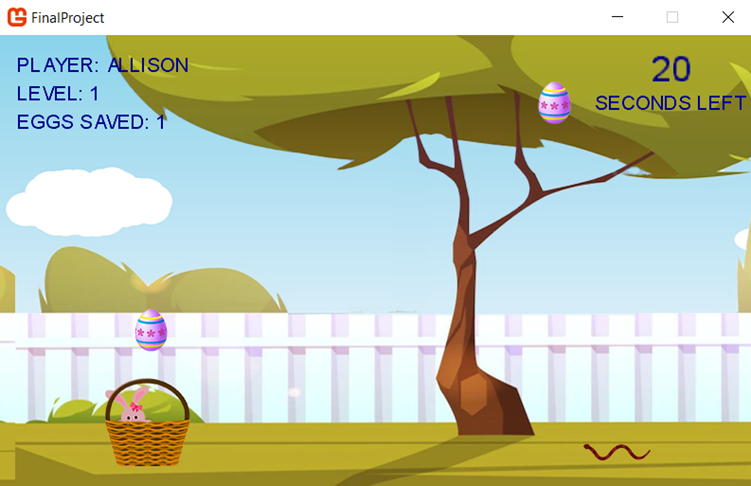 FinalProject
PLAYER: ALLISON
LEVEL: 1
EGGS SAVED: 1
20
SECONDS LEFT